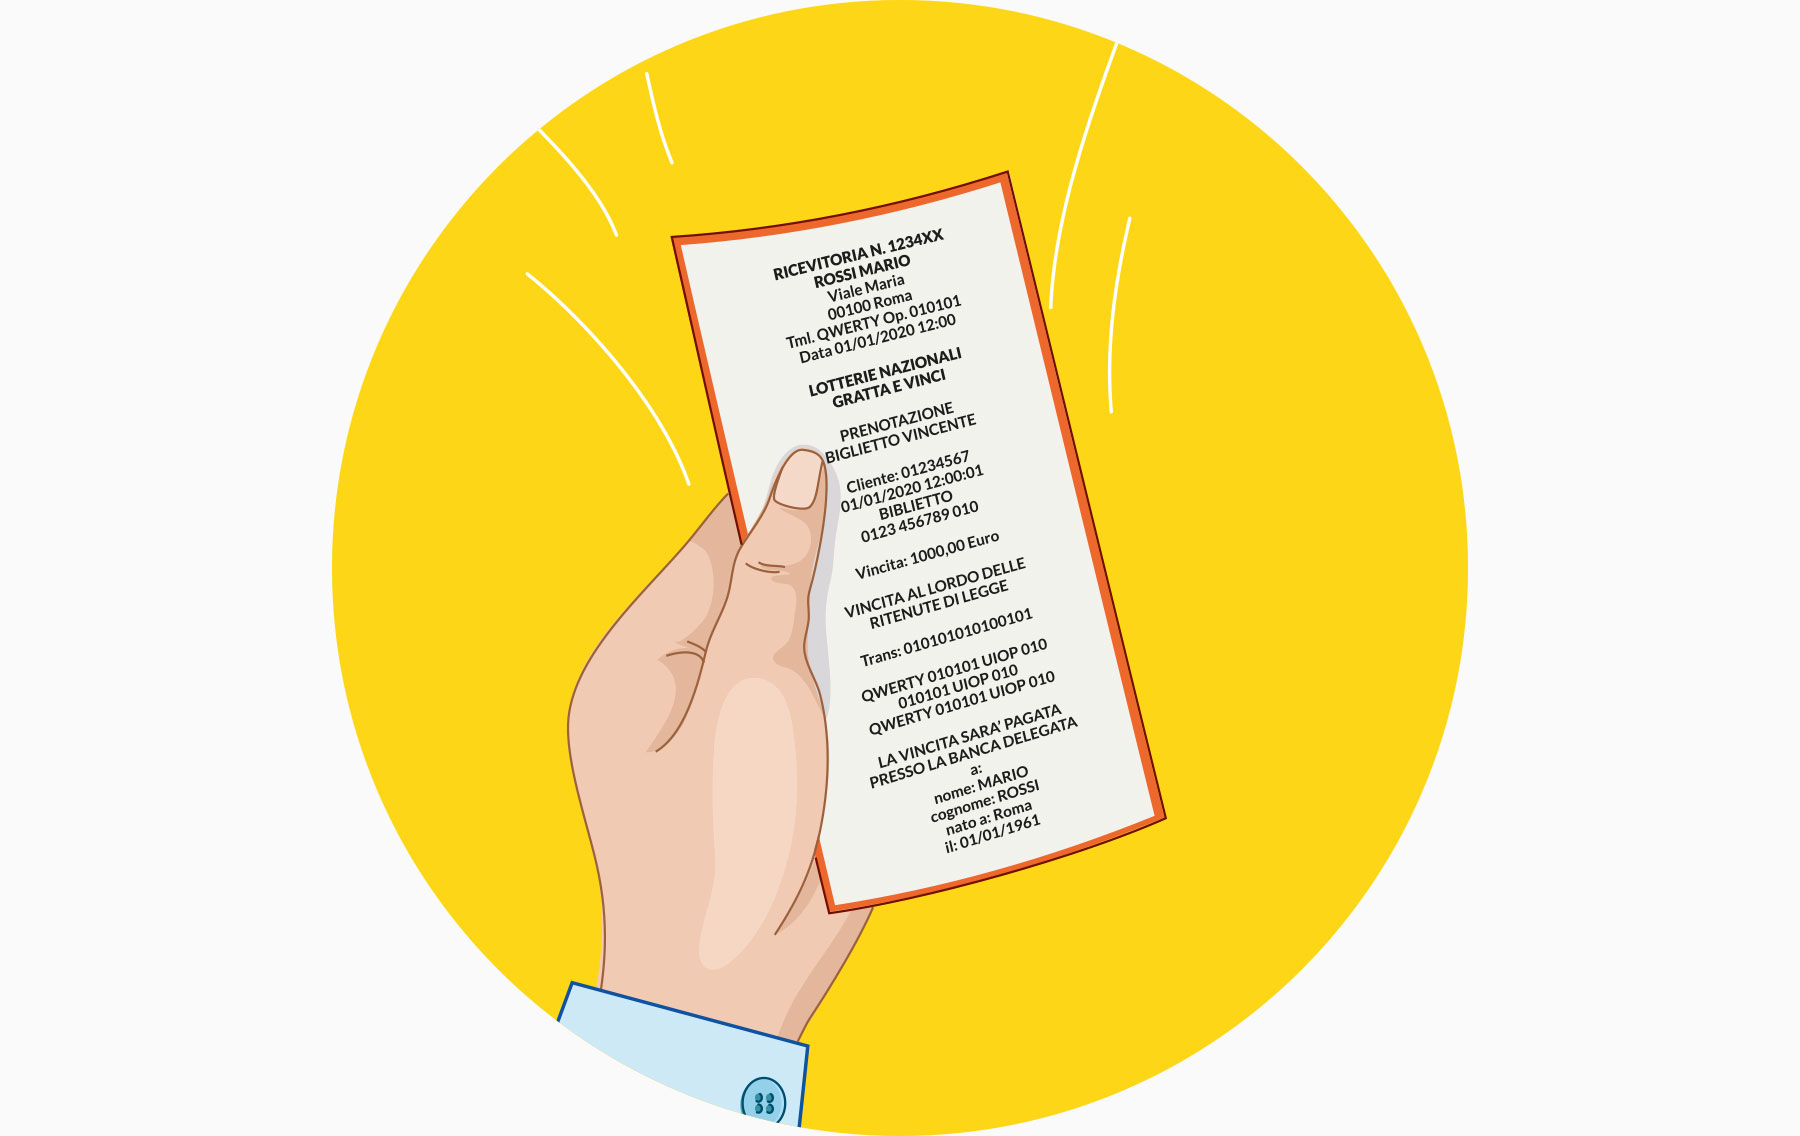 RICEVITORIA N. 1234XX
ROSSI MARIO
Viale Maria
00100 Roma
Tml. QWERTY Op. 010101
Data 01/01/2020 12:00
LOTTERIE NAZIONALI
GRATTA E VINCI
PRENOTAZIONE
BIGLIETTO VINCENTE
Cliente: 01234567
01/01/2020 12:00:01
BIBLIETTO
0123 456789 010
Vincita: 1000,00 Euro
VINCITA AL LORDO DELLE
RITENUTE DI LEGGE
Trans: 010101010100101
QWERTY 010101 UIOP 010
010101 UIOP 010
QWERTY 010101 UIOP 010
LA VINCITA SARA’ PAGATA
PRESSO LA BANCA DELEGATA
a:
nome: MARIO
cognome: ROSSI
nato a: Roma
il: 01/01/1961